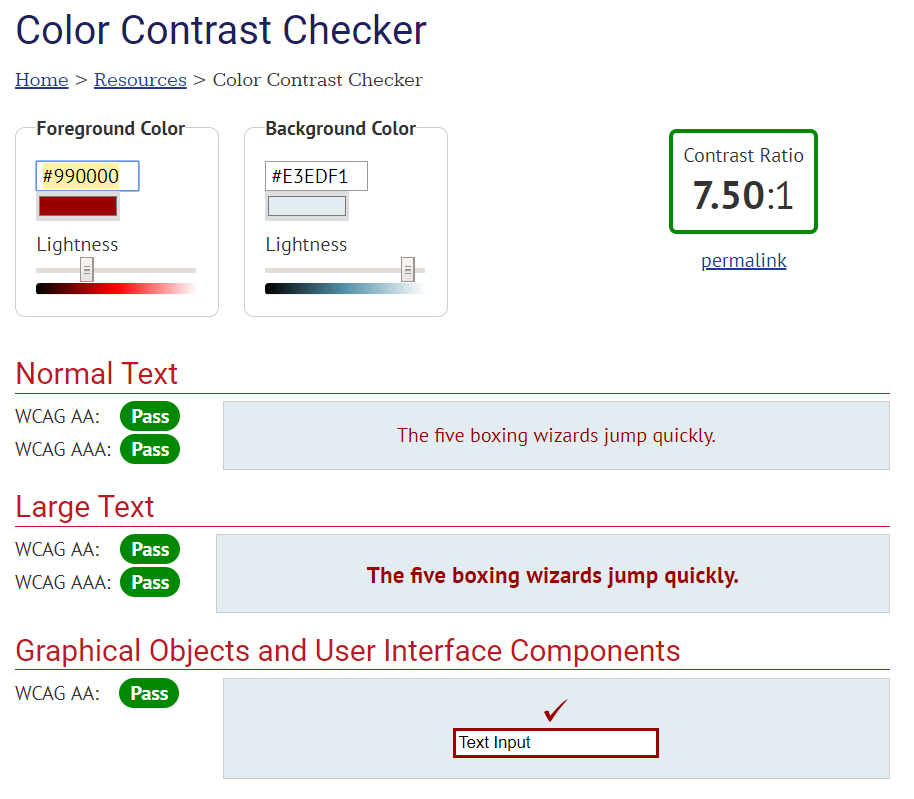 Color Contrast Checker
Home > Resources > Color Contrast Checker
Foreground Color
#990000
Lightness
Background Color
#E3EDF1
Lightness
Contrast Ratio
7.50:1
permalink
Normal Text
WCAG AA: Pass
WCAG AAA: Pass
The five boxing wizards jump quickly.
Large Text
WCAG AA: Pass
WCAG AAA: Pass
The five boxing wizards jump quickly.
Graphical Objects and User Interface Components
WCAG AA: Pass
Text Input